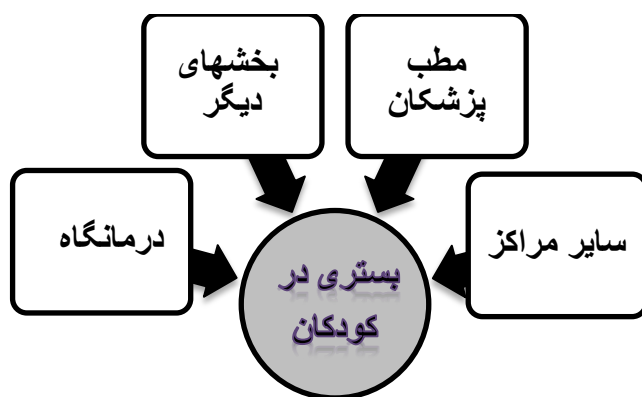 مطب
پزشکان
بخشهای
دیگر
سایر مراکز
درمانگاه
بستری در
کودکان